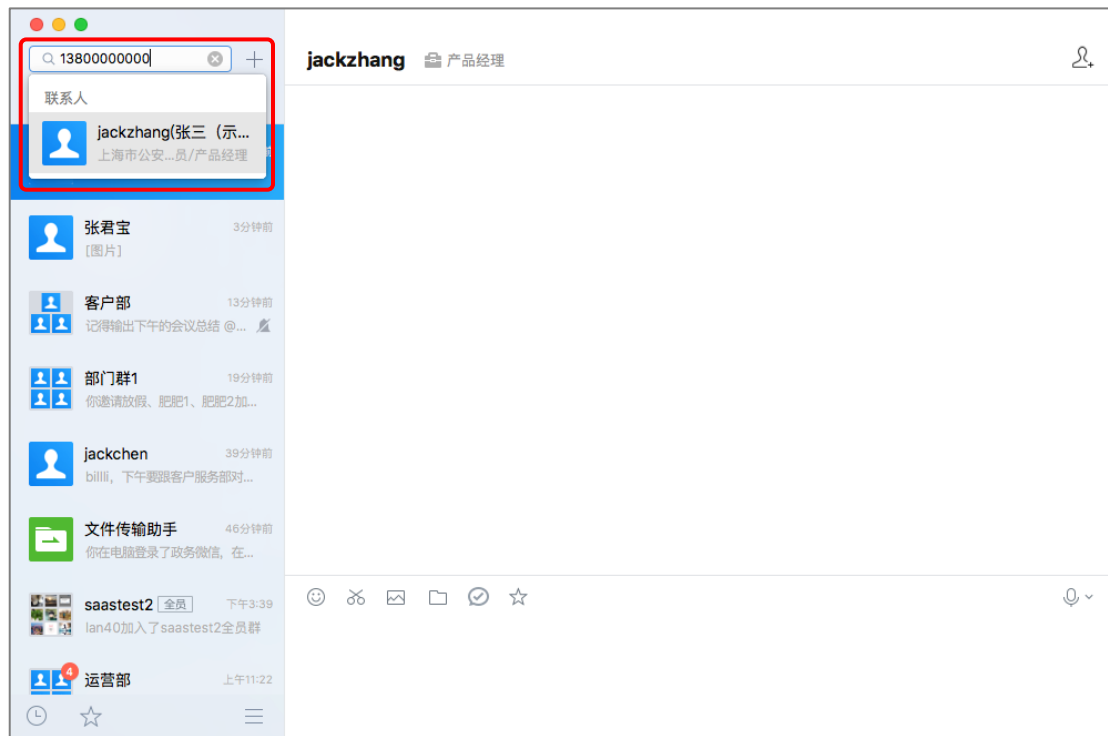 13800000000
联系人
jackzhang(张三（示...
上海市公安...员/产品经理
张君宝 3分钟前
[图片]
客户部 13分钟前
记得输出下午的会议总结 @...
部门群1 19分钟前
你邀请放假、肥肥1、肥肥2加...
jackchen 39分钟前
billli，下午要跟客户服务部对...
文件传输助手 46分钟前
你在电脑登录了政务微信，在...
saastest2 全员 下午3:39
lan40加入了saastest2全员群
4
运营部 上午11:22
jackzhang 产品经理